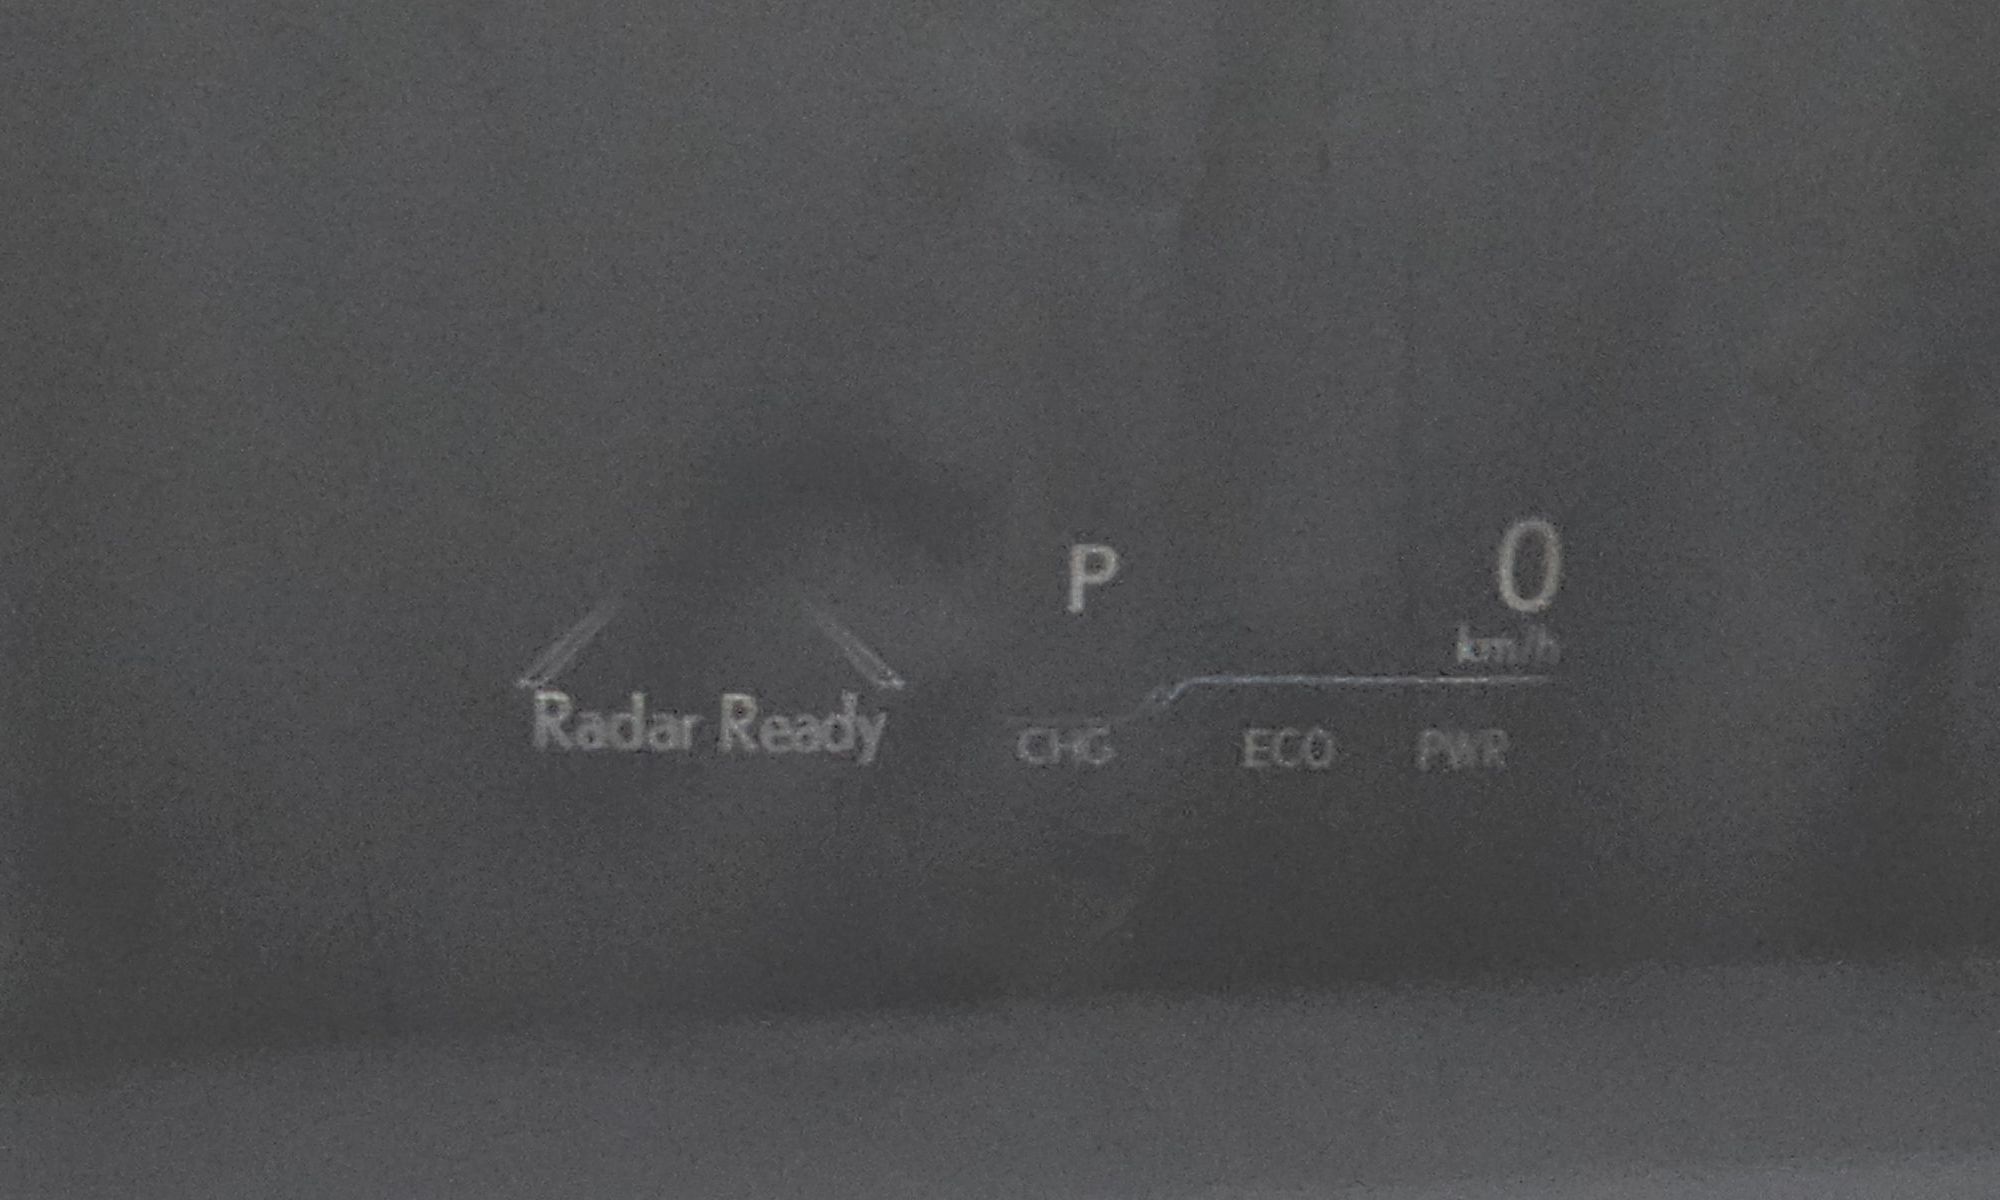 P
0
km/h
Radar Ready
CHG ECO PWR